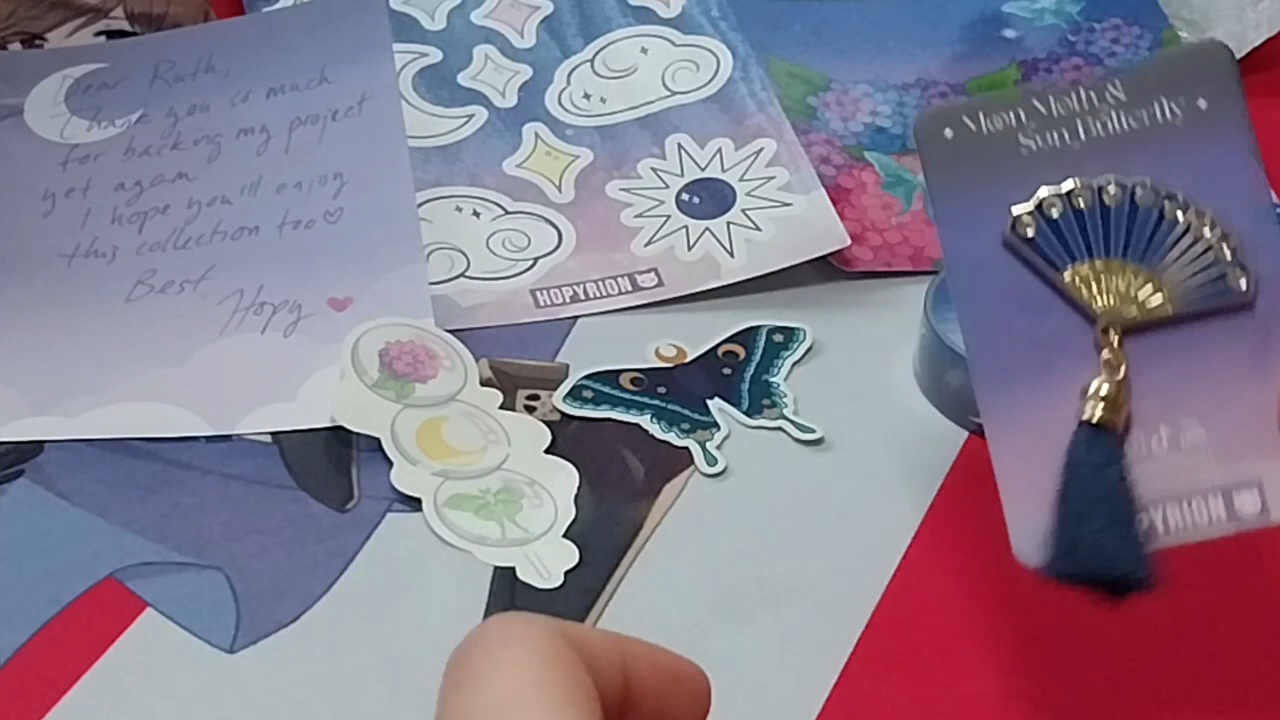 Dear Ruth,
Thank you so much
for backing my project
yet again
I hope you'll enjoy
this collection too♡
Best
Hopy
HOPYRION
Moon Moth &
Sun Butterfly
PYRION